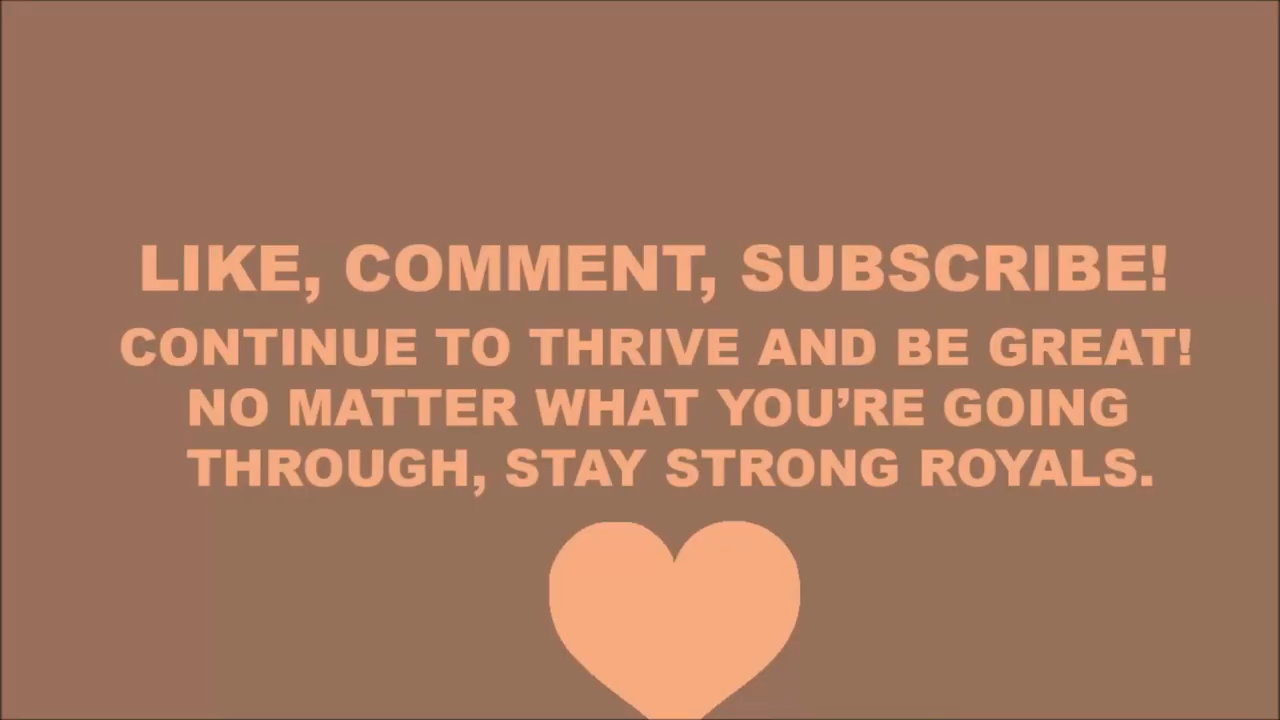 LIKE, COMMENT, SUBSCRIBE!
CONTINUE TO THRIVE AND BE GREAT!
NO MATTER WHAT YOU’RE GOING
THROUGH, STAY STRONG ROYALS.